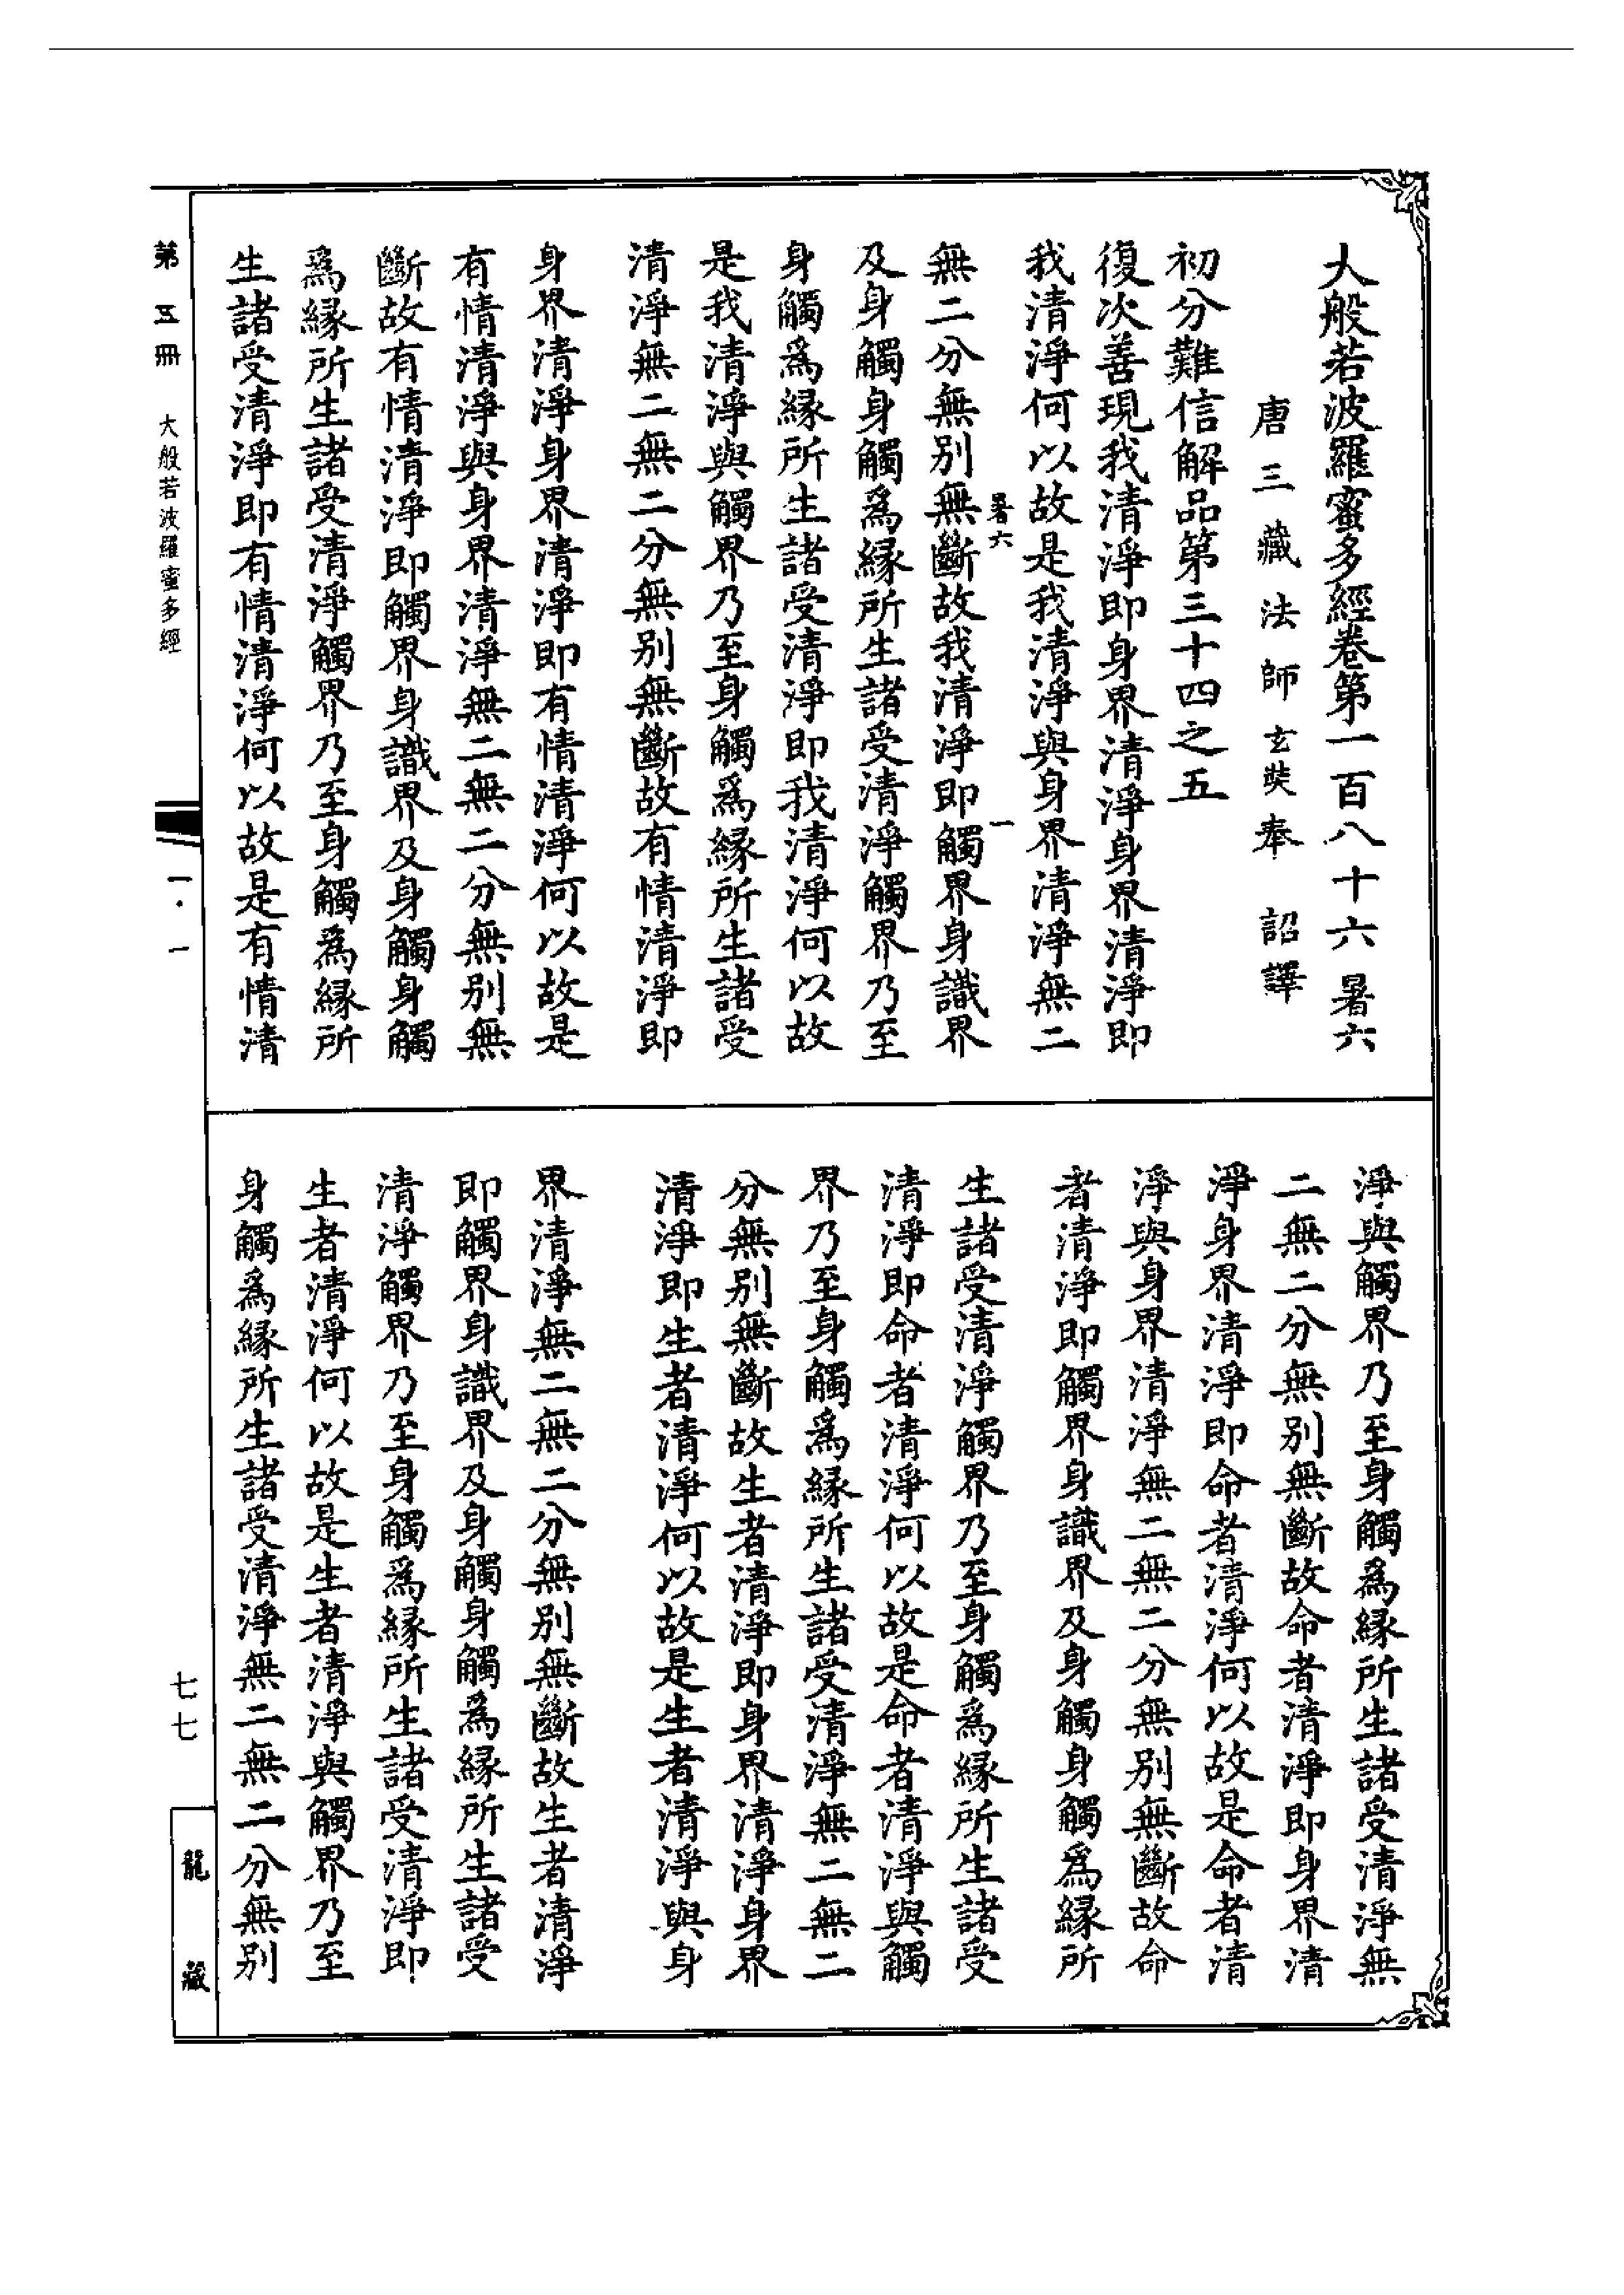 大般若波羅蜜多經卷第一百八十六 暑六
唐三藏法師玄奘奉 詔譯
初分難信解品第三十四之五
復次善現我清淨即身界清淨身界清淨即
我清淨何以故是我清淨與身界清淨無二
暑六 一
無二分無別無斷故我清淨即觸界身識界
及身觸身觸為緣所生諸受清淨觸界乃至
身觸為緣所生諸受清淨即我清淨何以故
是我清淨與觸界乃至身觸為緣所生諸受
清淨無二無二分無別無斷故有情清淨即
身界清淨身界清淨即有情清淨何以故是
有情清淨與身界清淨無二無二分無別無
斷故有情清淨即觸界身識界及身觸身觸
為緣所生諸受清淨觸界乃至身觸為緣所
生諸受清淨即有情清淨何以故是有情清
淨與觸界乃至身觸為緣所生諸受清淨無
二無二分無別無斷故命者清淨即身界清
淨身界清淨即命者清淨何以故是命者清
淨與身界清淨無二無二分無別無斷故命
者清淨即觸界身識界及身觸身觸為緣所
生諸受清淨觸界乃至身觸為緣所生諸受
清淨即命者清淨何以故是命者清淨與觸
界乃至身觸為緣所生諸受清淨無二無二
分無別無斷故生者清淨即身界清淨身界
清淨即生者清淨何以故是生者清淨與身
界清淨無二無二分無別無斷故生者清淨
即觸界身識界及身觸身觸為緣所生諸受
清淨觸界乃至身觸為緣所生諸受清淨即
生者清淨何以故是生者清淨與觸界乃至
身觸為緣所生諸受清淨無二無二分無別
第五冊 大般若波羅蜜多經 一·一
七七
龍藏